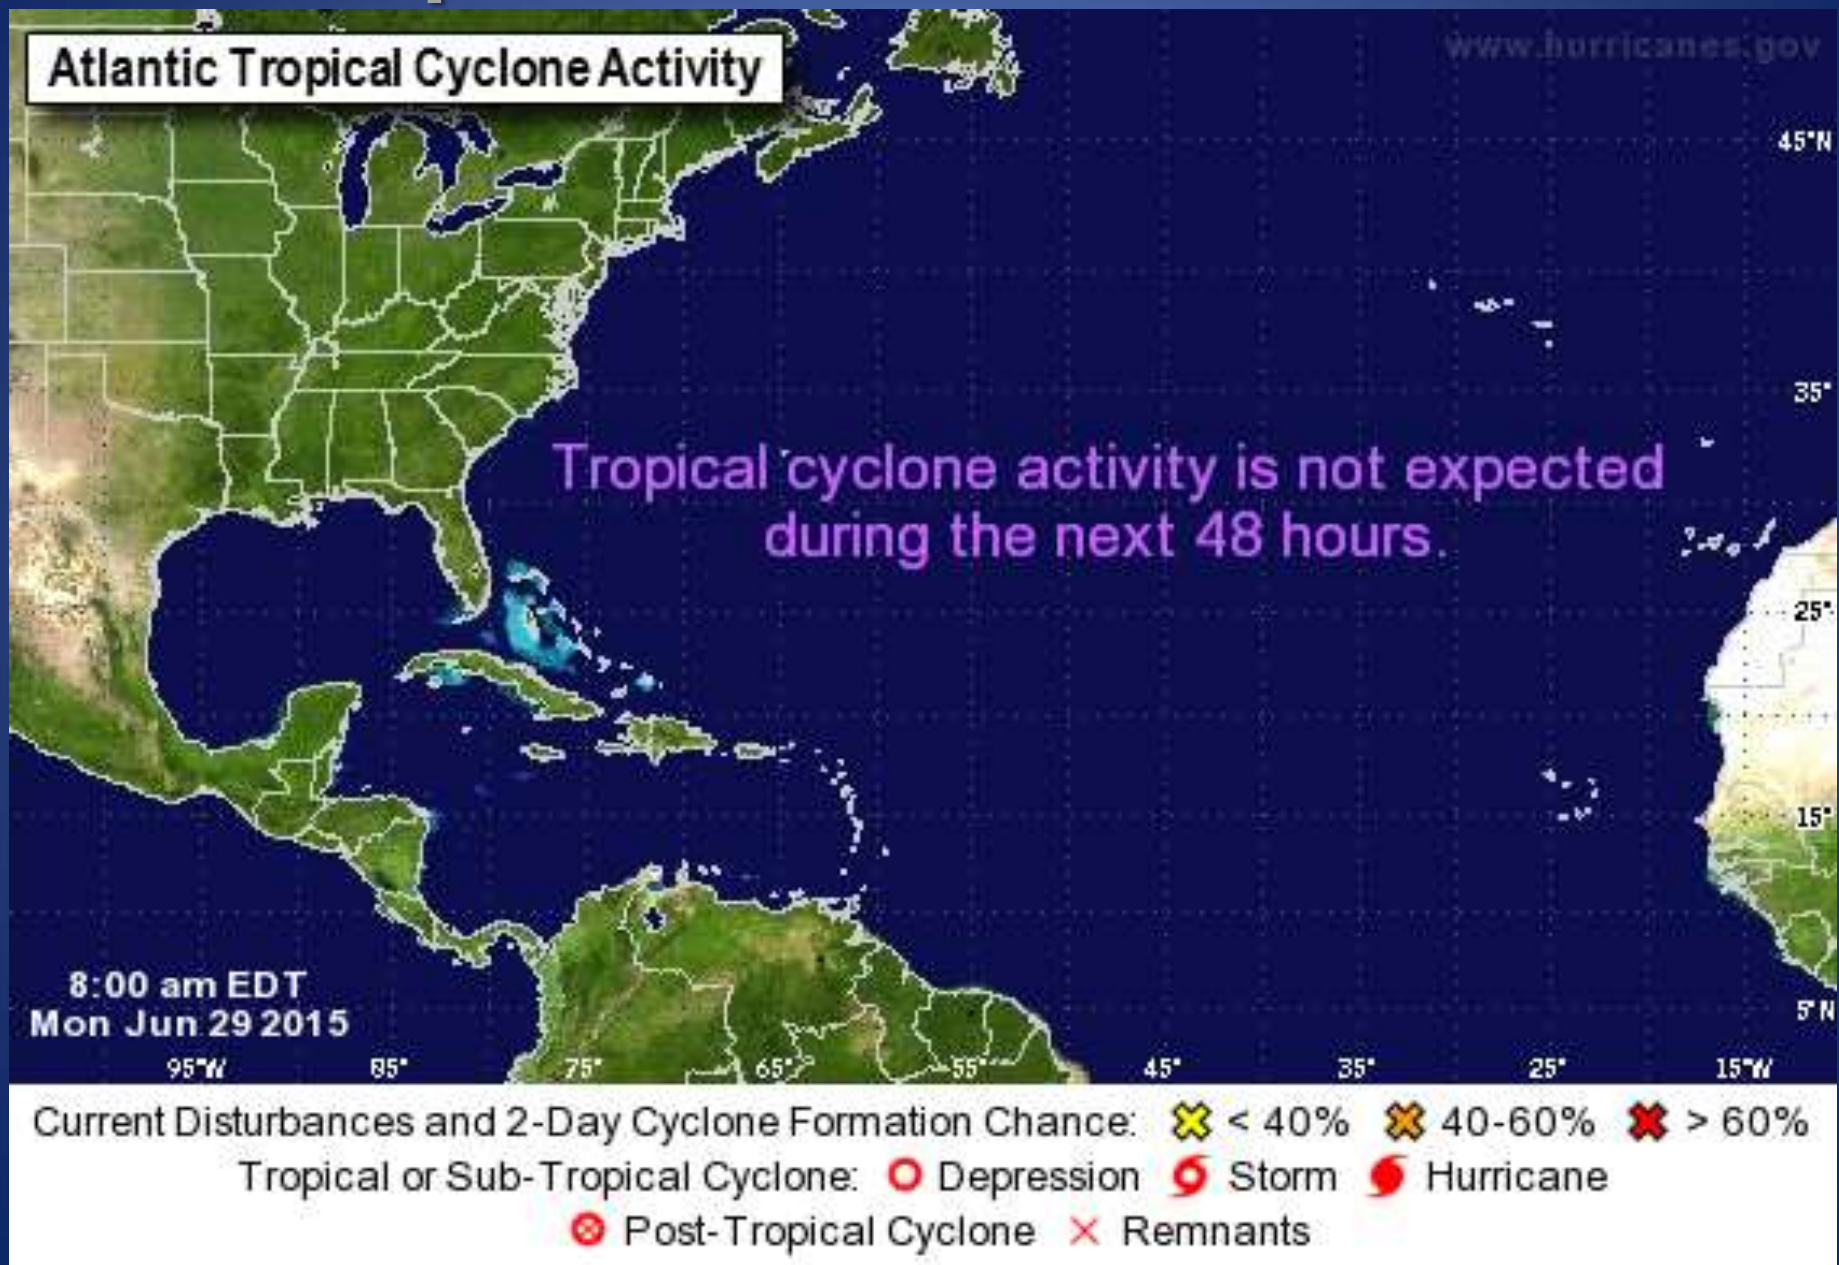 www.hurricanes.gov
Atlantic Tropical Cyclone Activity
45°N
35°
Tropical cyclone activity is not expected
during the next 48 hours.
25°
15°
8:00 am EDT
Mon Jun 29 2015
5°N
95°W 85° 75° 65° 55° 45° 35° 25° 15°W
Current Disturbances and 2-Day Cyclone Formation Chance: < 40% 40-60% > 60%
Tropical or Sub-Tropical Cyclone: Depression Storm Hurricane
Post-Tropical Cyclone Remnants